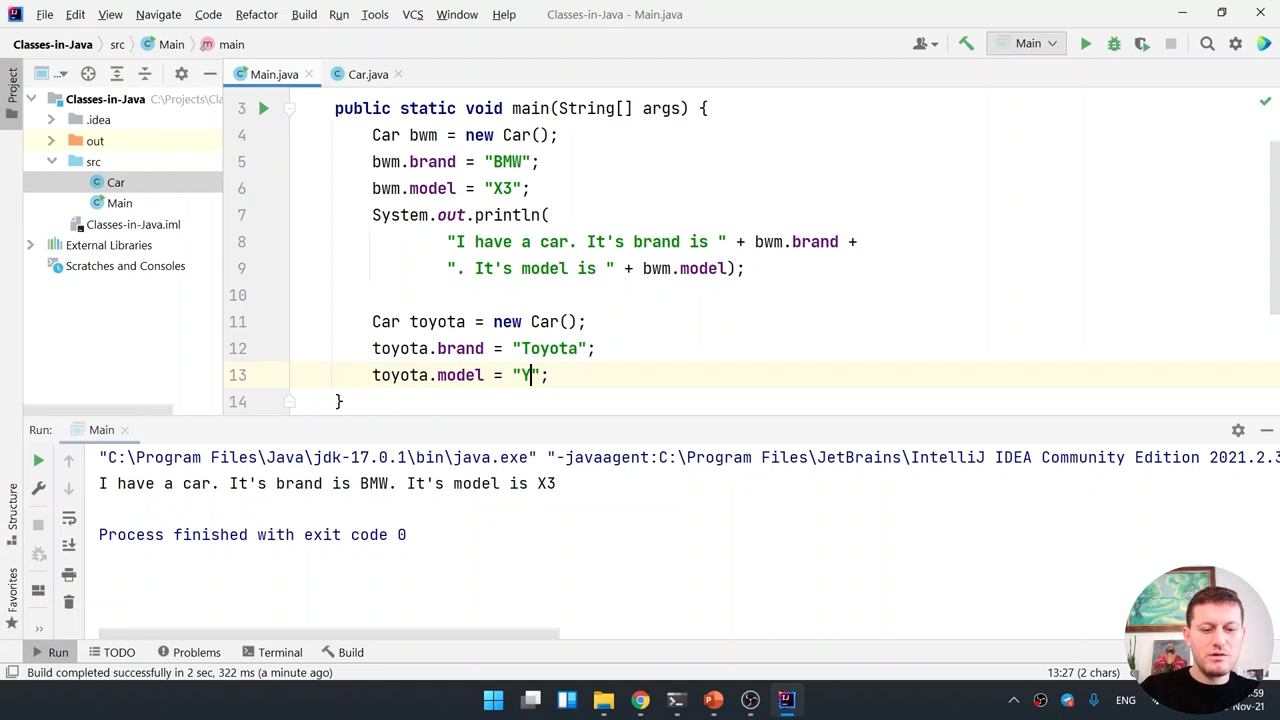 File Edit View Navigate Code Refactor Build Run Tools VCS Window Help Classes-in-Java - Main.java
Classes-in-Java src Main main Main
Project
... Main.java Car.java
Classes-in-Java C:\Projects\Cla
.idea
out
src
Car
Main
Classes-in-Java.iml
External Libraries
Scratches and Consoles
3 public static void main(String[] args) {
4 Car bwm = new Car();
5 bwm.brand = "BMW";
6 bwm.model = "X3";
7 System.out.println(
8 "I have a car. It's brand is " + bwm.brand +
9 ". It's model is " + bwm.model);
10
11 Car toyota = new Car();
12 toyota.brand = "Toyota";
13 toyota.model = "Y";
14 }
Run: Main
"C:\Program Files\Java\jdk-17.0.1\bin\java.exe" "-javaagent:C:\Program Files\JetBrains\IntelliJ IDEA Community Edition 2021.2.3
I have a car. It's brand is BMW. It's model is X3
Process finished with exit code 0
Structure
Favorites
Run TODO Problems Terminal Build
Build completed successfully in 2 sec, 322 ms (a minute ago) 13:27 (2 chars)
ENG :59
-Nov-21